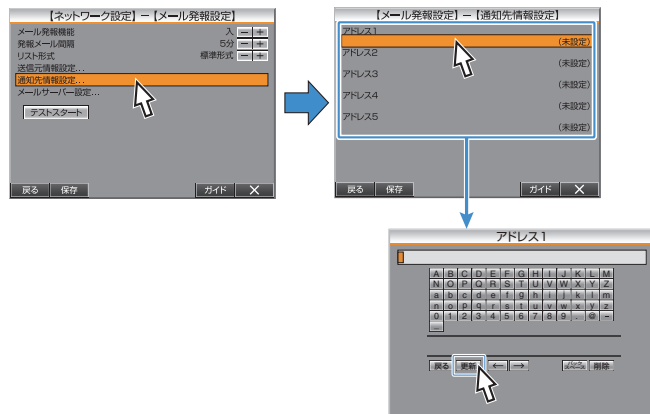 【ネットワーク設定】－【メール発報設定】
メール発報機能 入 － ＋
発報メール間隔 5分 － ＋
リスト形式 標準形式 － ＋
送信元情報設定...
通知先情報設定...
メールサーバー設定...
テストスタート
戻る 保存 ガイド ×
【メール発報設定】－【通知先情報設定】
アドレス1
(未設定)
アドレス2
(未設定)
アドレス3
(未設定)
アドレス4
(未設定)
アドレス5
(未設定)
戻る 保存 ガイド ×
アドレス1
A B C D E F G H I J K L M
N O P Q R S T U V W X Y Z
a b c d e f g h i j k l m
n o p q r s t u v w x y z
0 1 2 3 4 5 6 7 8 9 . @ -
_
戻る 更新 ← → バックスペース 削除